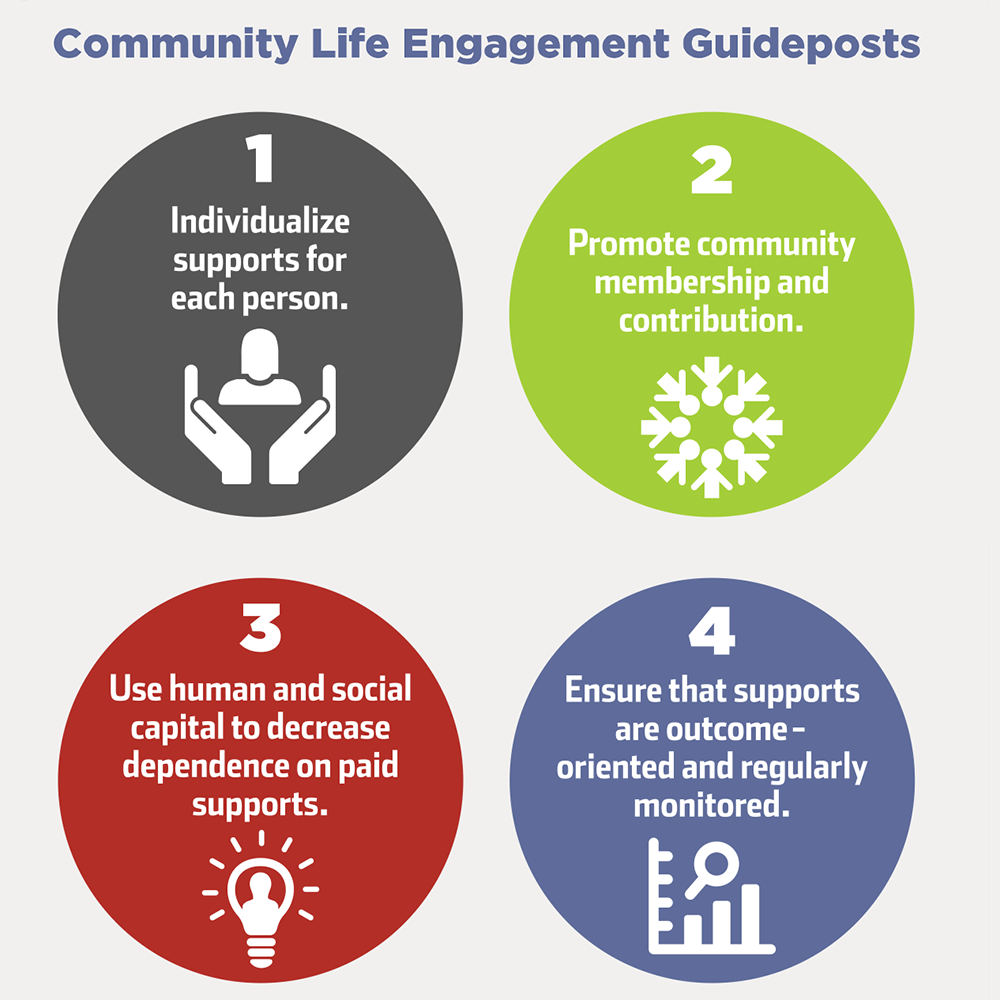 Community Life Engagement Guideposts
1
Individualize
supports for
each person.
2
Promote community
membership and
contribution.
3
Use human and social
capital to decrease
dependence on paid
supports.
4
Ensure that supports
are outcome-
oriented and regularly
monitored.